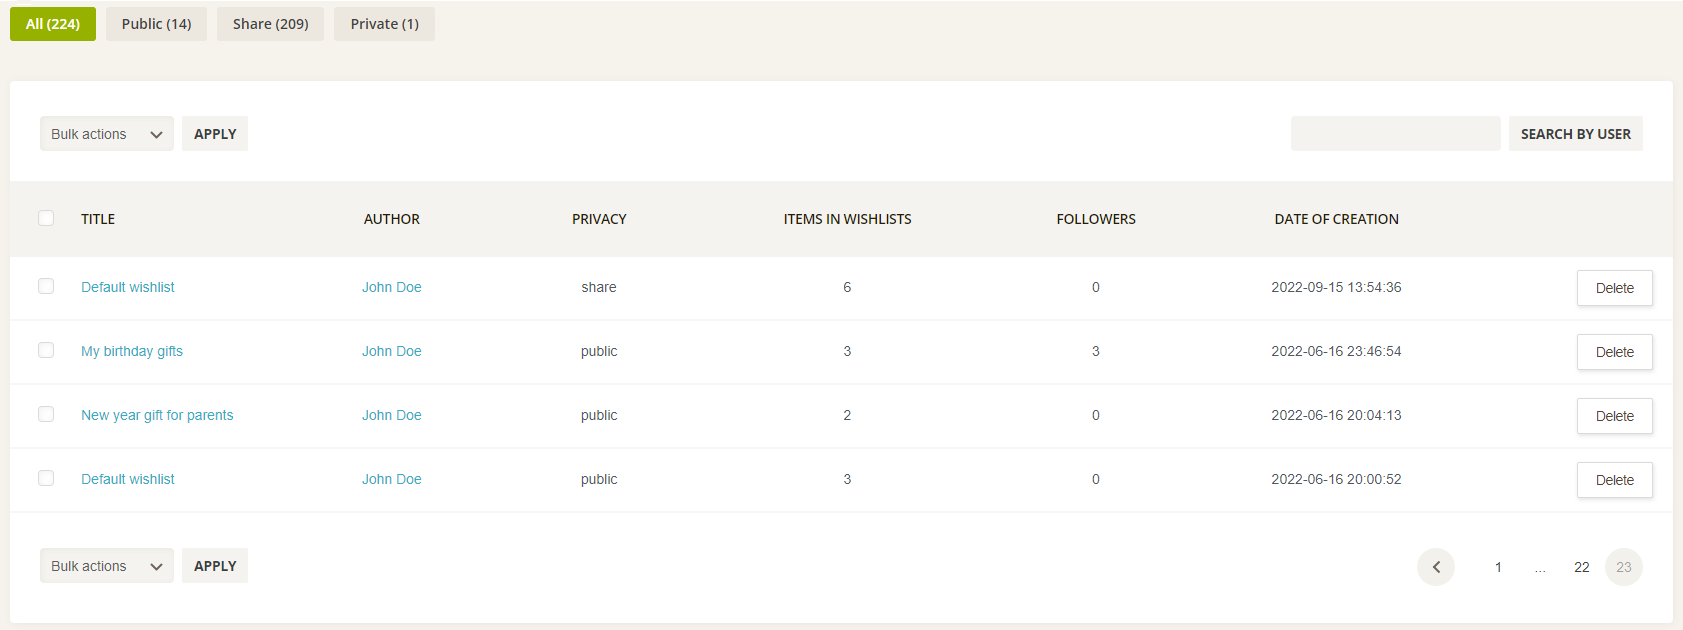 All (224) Public (14) Share (209) Private (1)
Bulk actions APPLY SEARCH BY USER
TITLE AUTHOR PRIVACY ITEMS IN WISHLISTS FOLLOWERS DATE OF CREATION
Default wishlist John Doe share 6 0 2022-09-15 13:54:36 Delete
My birthday gifts John Doe public 3 3 2022-06-16 23:46:54 Delete
New year gift for parents John Doe public 2 0 2022-06-16 20:04:13 Delete
Default wishlist John Doe public 3 0 2022-06-16 20:00:52 Delete
Bulk actions APPLY 1 ... 22 23